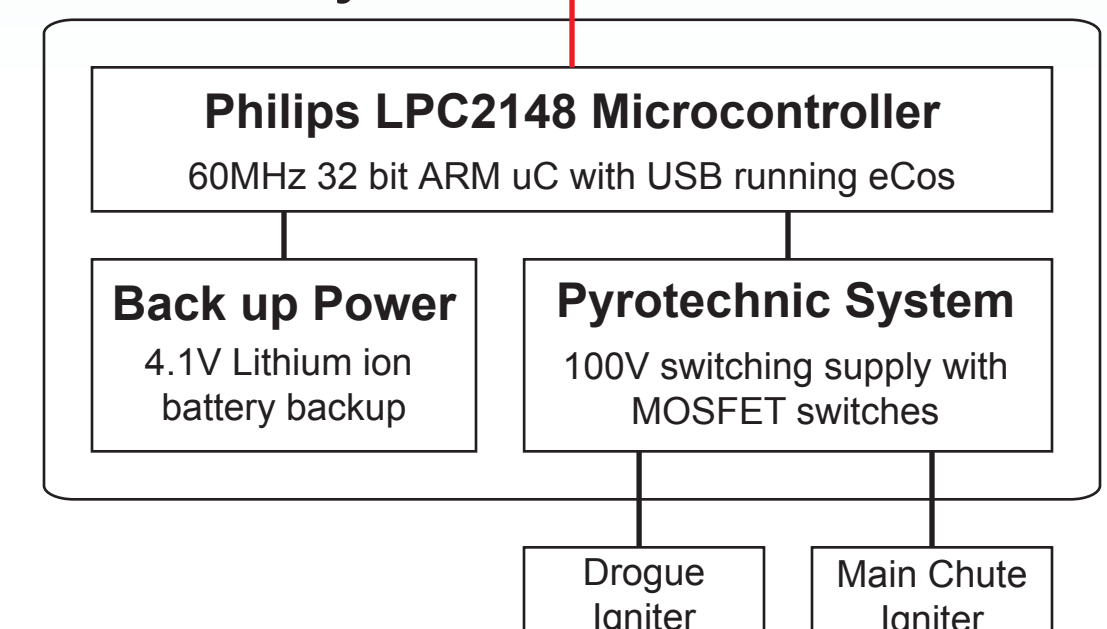 Philips LPC2148 Microcontroller
60MHz 32 bit ARM uC with USB running eCos
Back up Power
4.1V Lithium ion
battery backup
Pyrotechnic System
100V switching supply with
MOSFET switches
Drogue
Igniter
Main Chute
Igniter